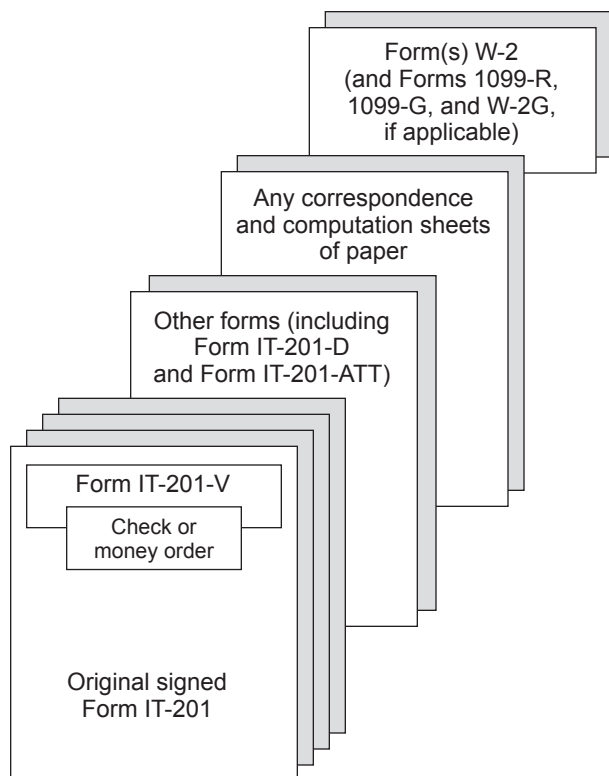 Form(s) W-2
(and Forms 1099-R,
1099-G, and W-2G,
if applicable)
Any correspondence
and computation sheets
of paper
Other forms (including
Form IT-201-D
and Form IT-201-ATT)
Form IT-201-V
Check or
money order
Original signed
Form IT-201